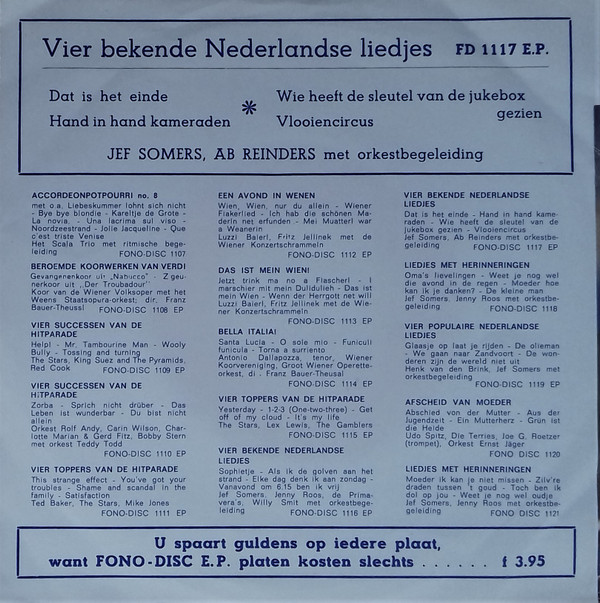 Vier bekende Nederlandse liedjes FD 1117 E.P.
Dat is het einde
Hand in hand kameraden
*
Wie heeft de sleutel van de jukebox
gezien
Vlooiencircus
JEF SOMERS, AB REINDERS met orkestbegeleiding
ACCORDEONPOTPOURRI no. 8
met o.a. Liebeskummer lohnt sich nicht
- Bye bye blondie - Kareltje de Grote -
La novia. - Una lacrima sul viso -
Noordzeestrand - Jolie Jacqueline - Que
c'est triste Venise
Het Scala Trio met ritmische bege-
leiding FONO-DISC 1107
BEROEMDE KOORWERKEN VAN VERDI
Gevangenenkoor uit „Nabucco" - Zigeu-
nerkoor uit „Der Troubadour"
Koor van de Wiener Volksoper met het
Weens Staatsopera-orkest; dir. Franz
Bauer-Theussl FONO-DISC 1108 EP
VIER SUCCESSEN VAN DE
HITPARADE
Help! - Mr. Tambourine Man - Wooly
Bully - Tossing and turning
The Stars, King Suez and The Pyramids,
Red Cook FONO-DISC 1109 EP
VIER SUCCESSEN VAN DE
HITPARADE
Zorba - Sprich nicht drüber - Das
Leben ist wunderbar - Du bist nicht
allein
Orkest Rolf Andy, Carin Wilson, Char-
lotte Marian & Gerd Fitz, Bobby Stern
met orkest Teddy Todd
FONO-DISC 1110 EP
VIER TOPPERS VAN DE HITPARADE
This strange effect - You've got your
troubles - Shame and scandal in the
family - Satisfaction
Ted Baker, The Stars, Mike Jones
FONO-DISC 1111 EP
EEN AVOND IN WENEN
Wien, Wien, nur du allein - Wiener
Fiakerlied - Ich hab die schönen Ma-
derln net erfunden - Mei Muatterl war
a Weanerin
Luzzi Baierl, Fritz Jellinek met de
Wiener Konzertschrammeln
FONO-DISC 1112 EP
DAS IST MEIN WIEN!
Jetzt trink ma no a Flascherl - I
marschier mit mein Duliduliеh - Das ist
mein Wien - Wenn der Herrgott net will
Luzzi Baierl, Fritz Jellinek met de Wie-
ner Konzertschrammeln
FONO-DISC 1113 EP
BELLA ITALIA!
Santa Lucia - O sole mio - Funiculi
funicula - Torna a surriento
Antonio Dallapozza, tenor, Wiener
Koorvereniging, Groot Wiener Operette-
orkest, dir. Franz Bauer-Theusal
FONO-DISC 1114 EP
VIER TOPPERS VAN DE HITPARADE
Yesterday - 1-2-3 (One-two-three) - Get
off of my cloud - It's my life
The Stars, Lex Lewis, The Gamblers
FONO-DISC 1115 EP
VIER BEKENDE NEDERLANDSE
LIEDJES
Sophietje - Als ik de golven aan het
strand - Elke dag denk ik aan zondag -
Vanavond om 6.15 ben ik vrij
Jef Somers, Jenny Roos, de Prima-
vera's, Willy Smit met orkestbege-
leiding FONO-DISC 1116 EP
VIER BEKENDE NEDERLANDSE
LIEDJES
Dat is het einde - Hand in hand kame-
raden - Wie heeft de sleutel van de
jukebox gezien - Vlooiencircus
Jef Somers, Ab Reinders met orkestbe-
geleiding FONO-DISC 1117 EP
LIEDJES MET HERINNERINGEN
Oma's lievelingen - Weet je nog wel
die avond in de regen - Moeder hoe
kan ik je danken? - De kleine man
Jef Somers, Jenny Roos met orkestbe-
geleiding FONO-DISC 1118
VIER POPULAIRE NEDERLANDSE
LIEDJES
Glaasje op laat je rijden - De olieman
- We gaan naar Zandvoort - De won-
deren zijn de wereld niet uit
Henk van den Brink, Jef Somers met
orkestbegeleiding FONO-DISC 1119 EP
AFSCHEID VAN MOEDER
Abschied von der Mutter - Aus der
Jugendzeit - Ein Mutterherz - Grün ist
die Heide
Udo Spitz, Die Terries, Joe G. Roetzer
(trompet), Orkest Ernst Jäger
FONO DISC 1120
LIEDJES MET HERINNERINGEN
Moeder ik kan je niet missen - Zilv're
draden tussen 't goud - Toch ben ik
dol op jou - Weet je nog wel oudje
Jef Somers, Jenny Roos met orkestbe-
geleiding FONO DISC 1121
U spaart guldens op iedere plaat,
want FONO-DISC E.P. platen kosten slechts . . . . . . f 3.95